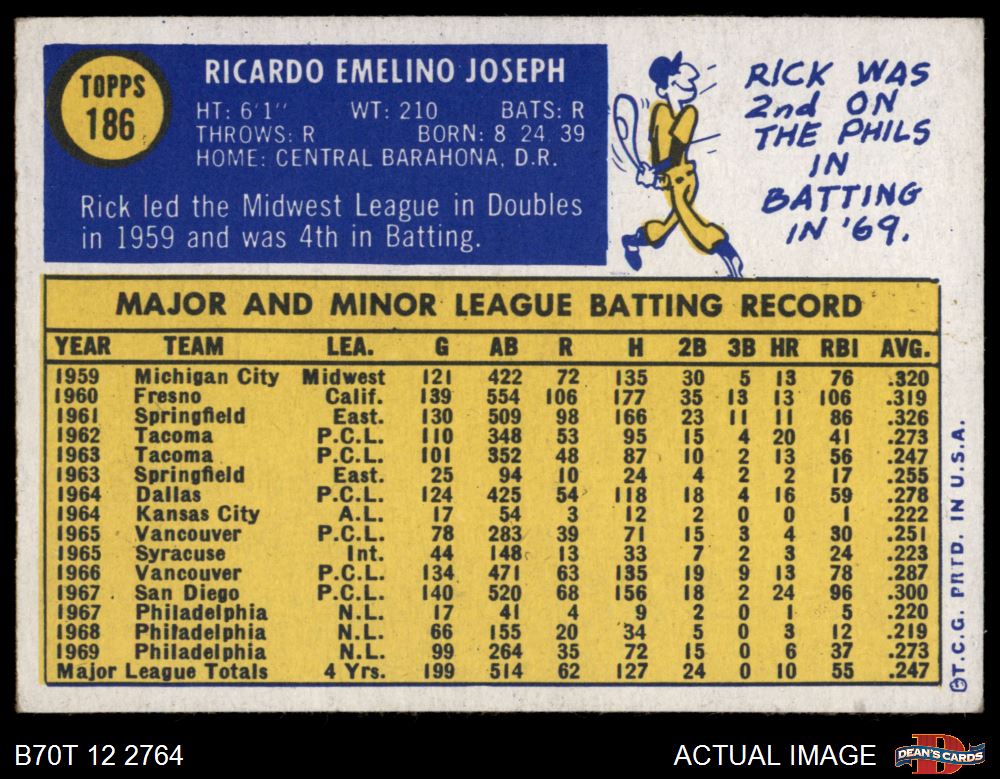 TOPPS
186
RICARDO EMELINO JOSEPH
HT: 6'1" WT: 210 BATS: R
THROWS: R BORN: 8 24 39
HOME: CENTRAL BARAHONA, D.R.
Rick led the Midwest League in Doubles
in 1959 and was 4th in Batting.
RICK WAS
2nd ON
THE PHILS
IN
BATTING
IN '69.
MAJOR AND MINOR LEAGUE BATTING RECORD
YEAR TEAM LEA. G AB R H 2B 3B HR RBI AVG.
1959 Michigan City Midwest 121 422 72 135 30 5 13 76 .320
1960 Fresno Calif. 139 554 106 177 35 13 13 106 .319
1961 Springfield East. 130 509 98 166 23 11 11 86 .326
1962 Tacoma P.C.L. 110 348 53 95 15 4 20 41 .273
1963 Tacoma P.C.L. 101 352 48 87 10 2 13 56 .247
1963 Springfield East. 25 94 10 24 4 2 2 17 .255
1964 Dallas P.C.L. 124 425 54 118 18 4 16 59 .278
1964 Kansas City A.L. 17 54 3 12 2 0 0 1 .222
1965 Vancouver P.C.L. 78 283 39 71 15 3 4 30 .251
1965 Syracuse Int. 44 148 13 33 7 2 3 24 .223
1966 Vancouver P.C.L. 134 471 63 135 19 9 13 78 .287
1967 San Diego P.C.L. 140 520 68 156 18 2 24 96 .300
1967 Philadelphia N.L. 17 41 4 9 2 0 1 5 .220
1968 Philadelphia N.L. 66 155 20 34 5 0 3 12 .219
1969 Philadelphia N.L. 99 264 35 72 15 0 6 37 .273
Major League Totals 4 Yrs. 199 514 62 127 24 0 10 55 .247
©T.C.G. PRTD. IN U.S.A.
B70T 12 2764
ACTUAL IMAGE
D
DEAN'S CARDS